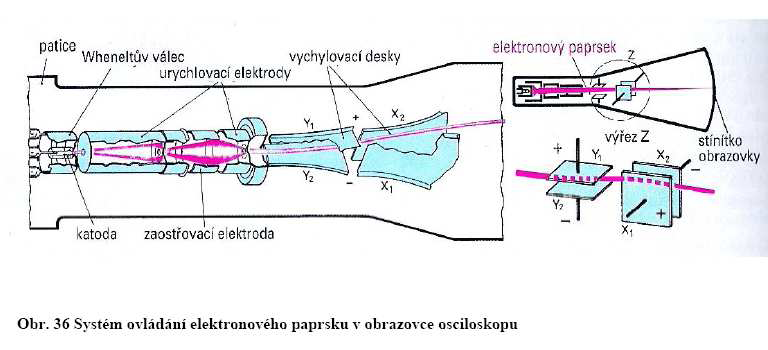 patice
Wheneltův válec
urychlovací elektrody
vychylovací desky
Y1
+
X2
Y2
-
X1
katoda
zaostřovací elektroda
elektronový paprsek
Z
výřez Z
stínítko
obrazovky
+
Y1
X2
-
Y2
-
X1
+
Obr. 36 Systém ovládání elektronového paprsku v obrazovce osciloskopu